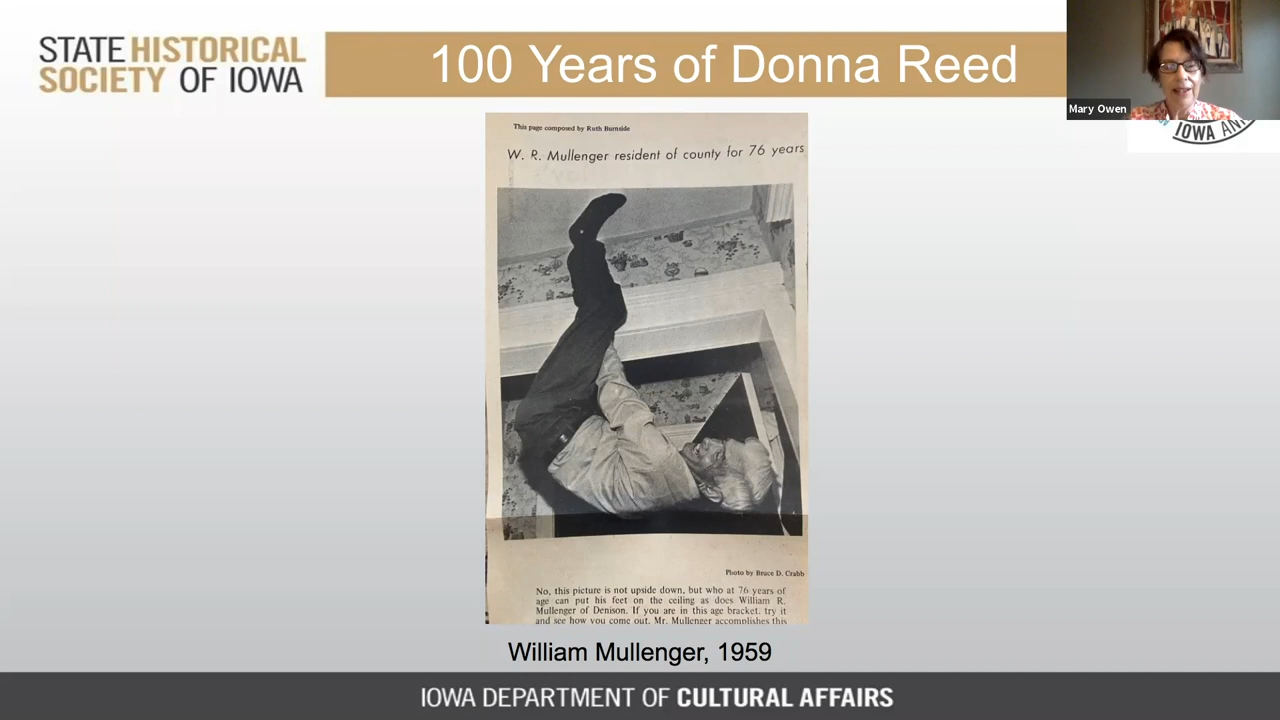 STATE HISTORICAL
SOCIETY OF IOWA
100 Years of Donna Reed
Mary Owen
IOWA
This page composed by Ruth Burnside
W. R. Mullenger resident of county for 76 years
Photo by Bruce D. Crabb
No, this picture is not upside down, but who at 76 years of
age can put his feet on the ceiling as does William R.
Mullenger of Denison. If you are in this age bracket, try it
and see how you come out. Mr. Mullenger accomplishes this
William Mullenger, 1959
IOWA DEPARTMENT OF CULTURAL AFFAIRS